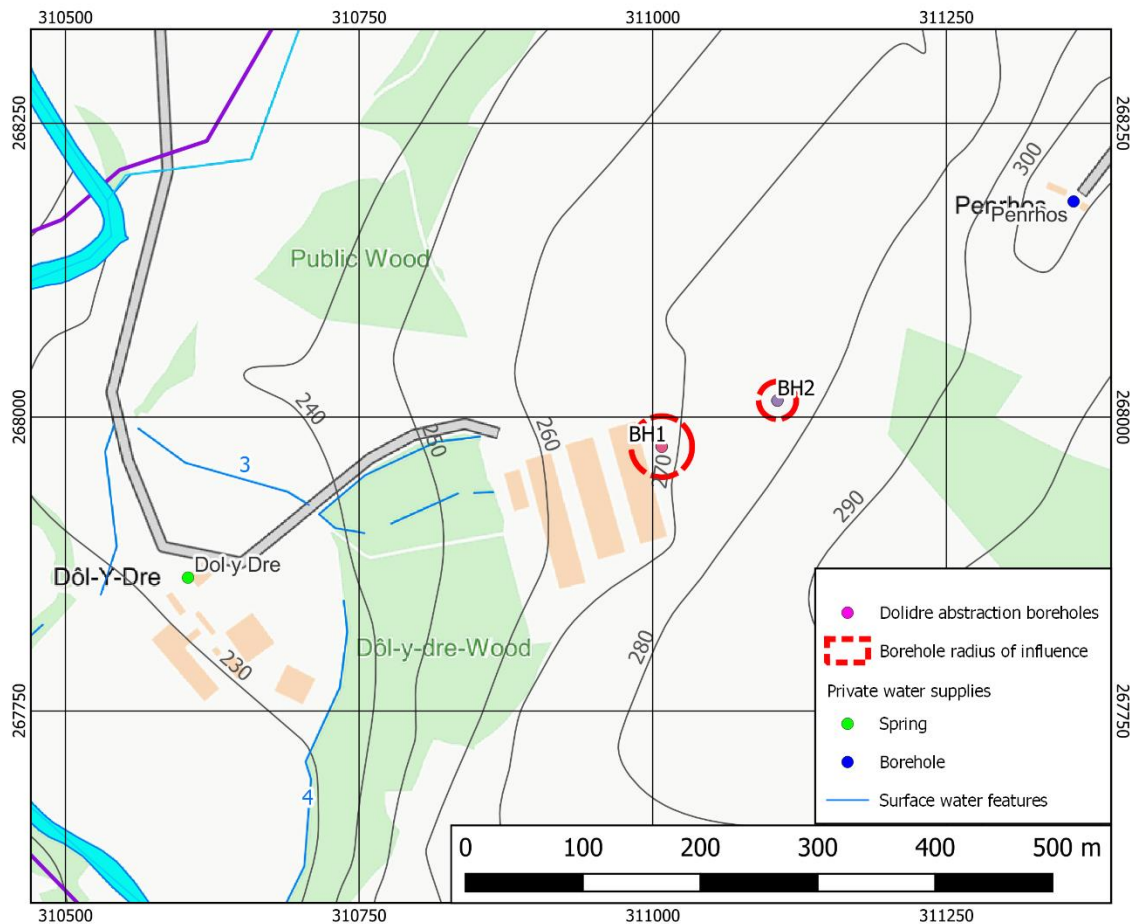 310500 310750 311000 311250
268250 268250
300
Penrhos
Penrhos
Public Wood
268000 268000
BH2
BH1
240
250
260
270
3
290
Dôl-Y-Dre
Dol-y-Dre
280
Dôl-y-dre-Wood
230
4
267750 267750
Dolidre abstraction boreholes
Borehole radius of influence
Private water supplies
Spring
Borehole
Surface water features
0 100 200 300 400 500 m
310500 310750 311000 311250